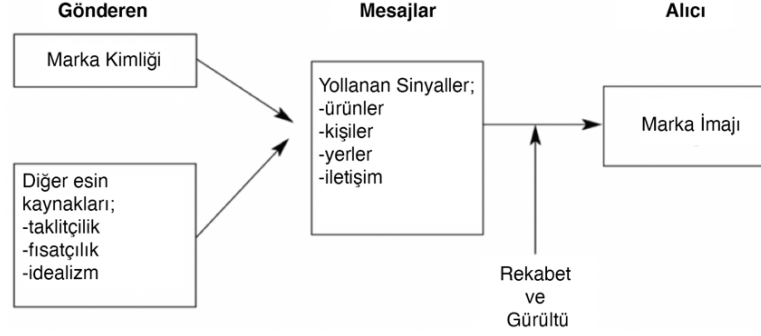 Gönderen
Mesajlar
Alıcı
Marka Kimliği
Yollanan Sinyaller;
-ürünler
-kişiler
-yerler
-iletişim
Marka İmajı
Diğer esin
kaynakları;
-taklitçilik
-fısatçılık
-idealizm
Rekabet
ve
Gürültü